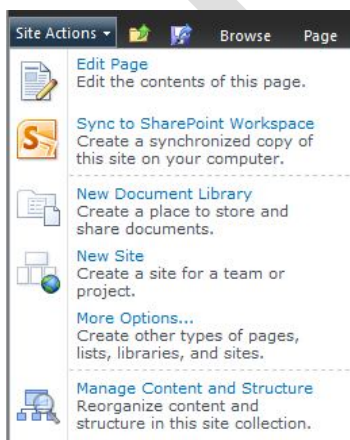 Site Actions Browse Page
Edit Page
Edit the contents of this page.
Sync to SharePoint Workspace
Create a synchronized copy of
this site on your computer.
New Document Library
Create a place to store and
share documents.
New Site
Create a site for a team or
project.
More Options...
Create other types of pages,
lists, libraries, and sites.
Manage Content and Structure
Reorganize content and
structure in this site collection.